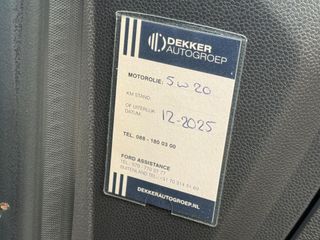 DEKKER
AUTOGROEP
MOTOROLIE: 5W20
KM STAND:
OF UITERLIJK
DATUM: 12-2025
TEL. 088 - 180 03 00
FORD ASSISTANCE
DEKKERAUTOGROEP.NL